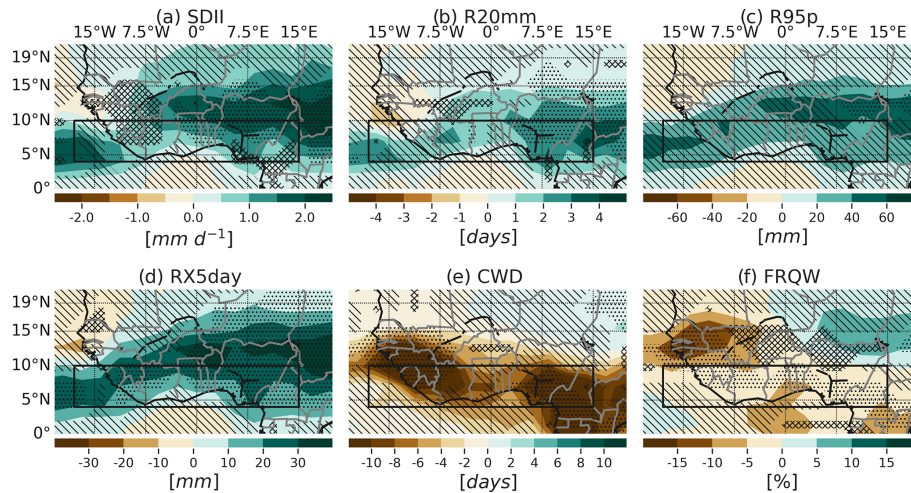 (a) SDII (b) R20mm (c) R95p
15°W 7.5°W 0° 7.5°E 15°E 15°W 7.5°W 0° 7.5°E 15°E 15°W 7.5°W 0° 7.5°E 15°E
19°N
15°N
10°N
5°N
0°
-2.0 -1.0 0.0 1.0 2.0 -4 -3 -2 -1 0 1 2 3 4 -60 -40 -20 0 20 40 60
[mm d⁻¹] [days] [mm]
(d) RX5day (e) CWD (f) FRQW
19°N
15°N
10°N
5°N
0°
-30 -20 -10 0 10 20 30 -10 -8 -6 -4 -2 0 2 4 6 8 10 -15 -10 -5 0 5 10 15
[mm] [days] [%]